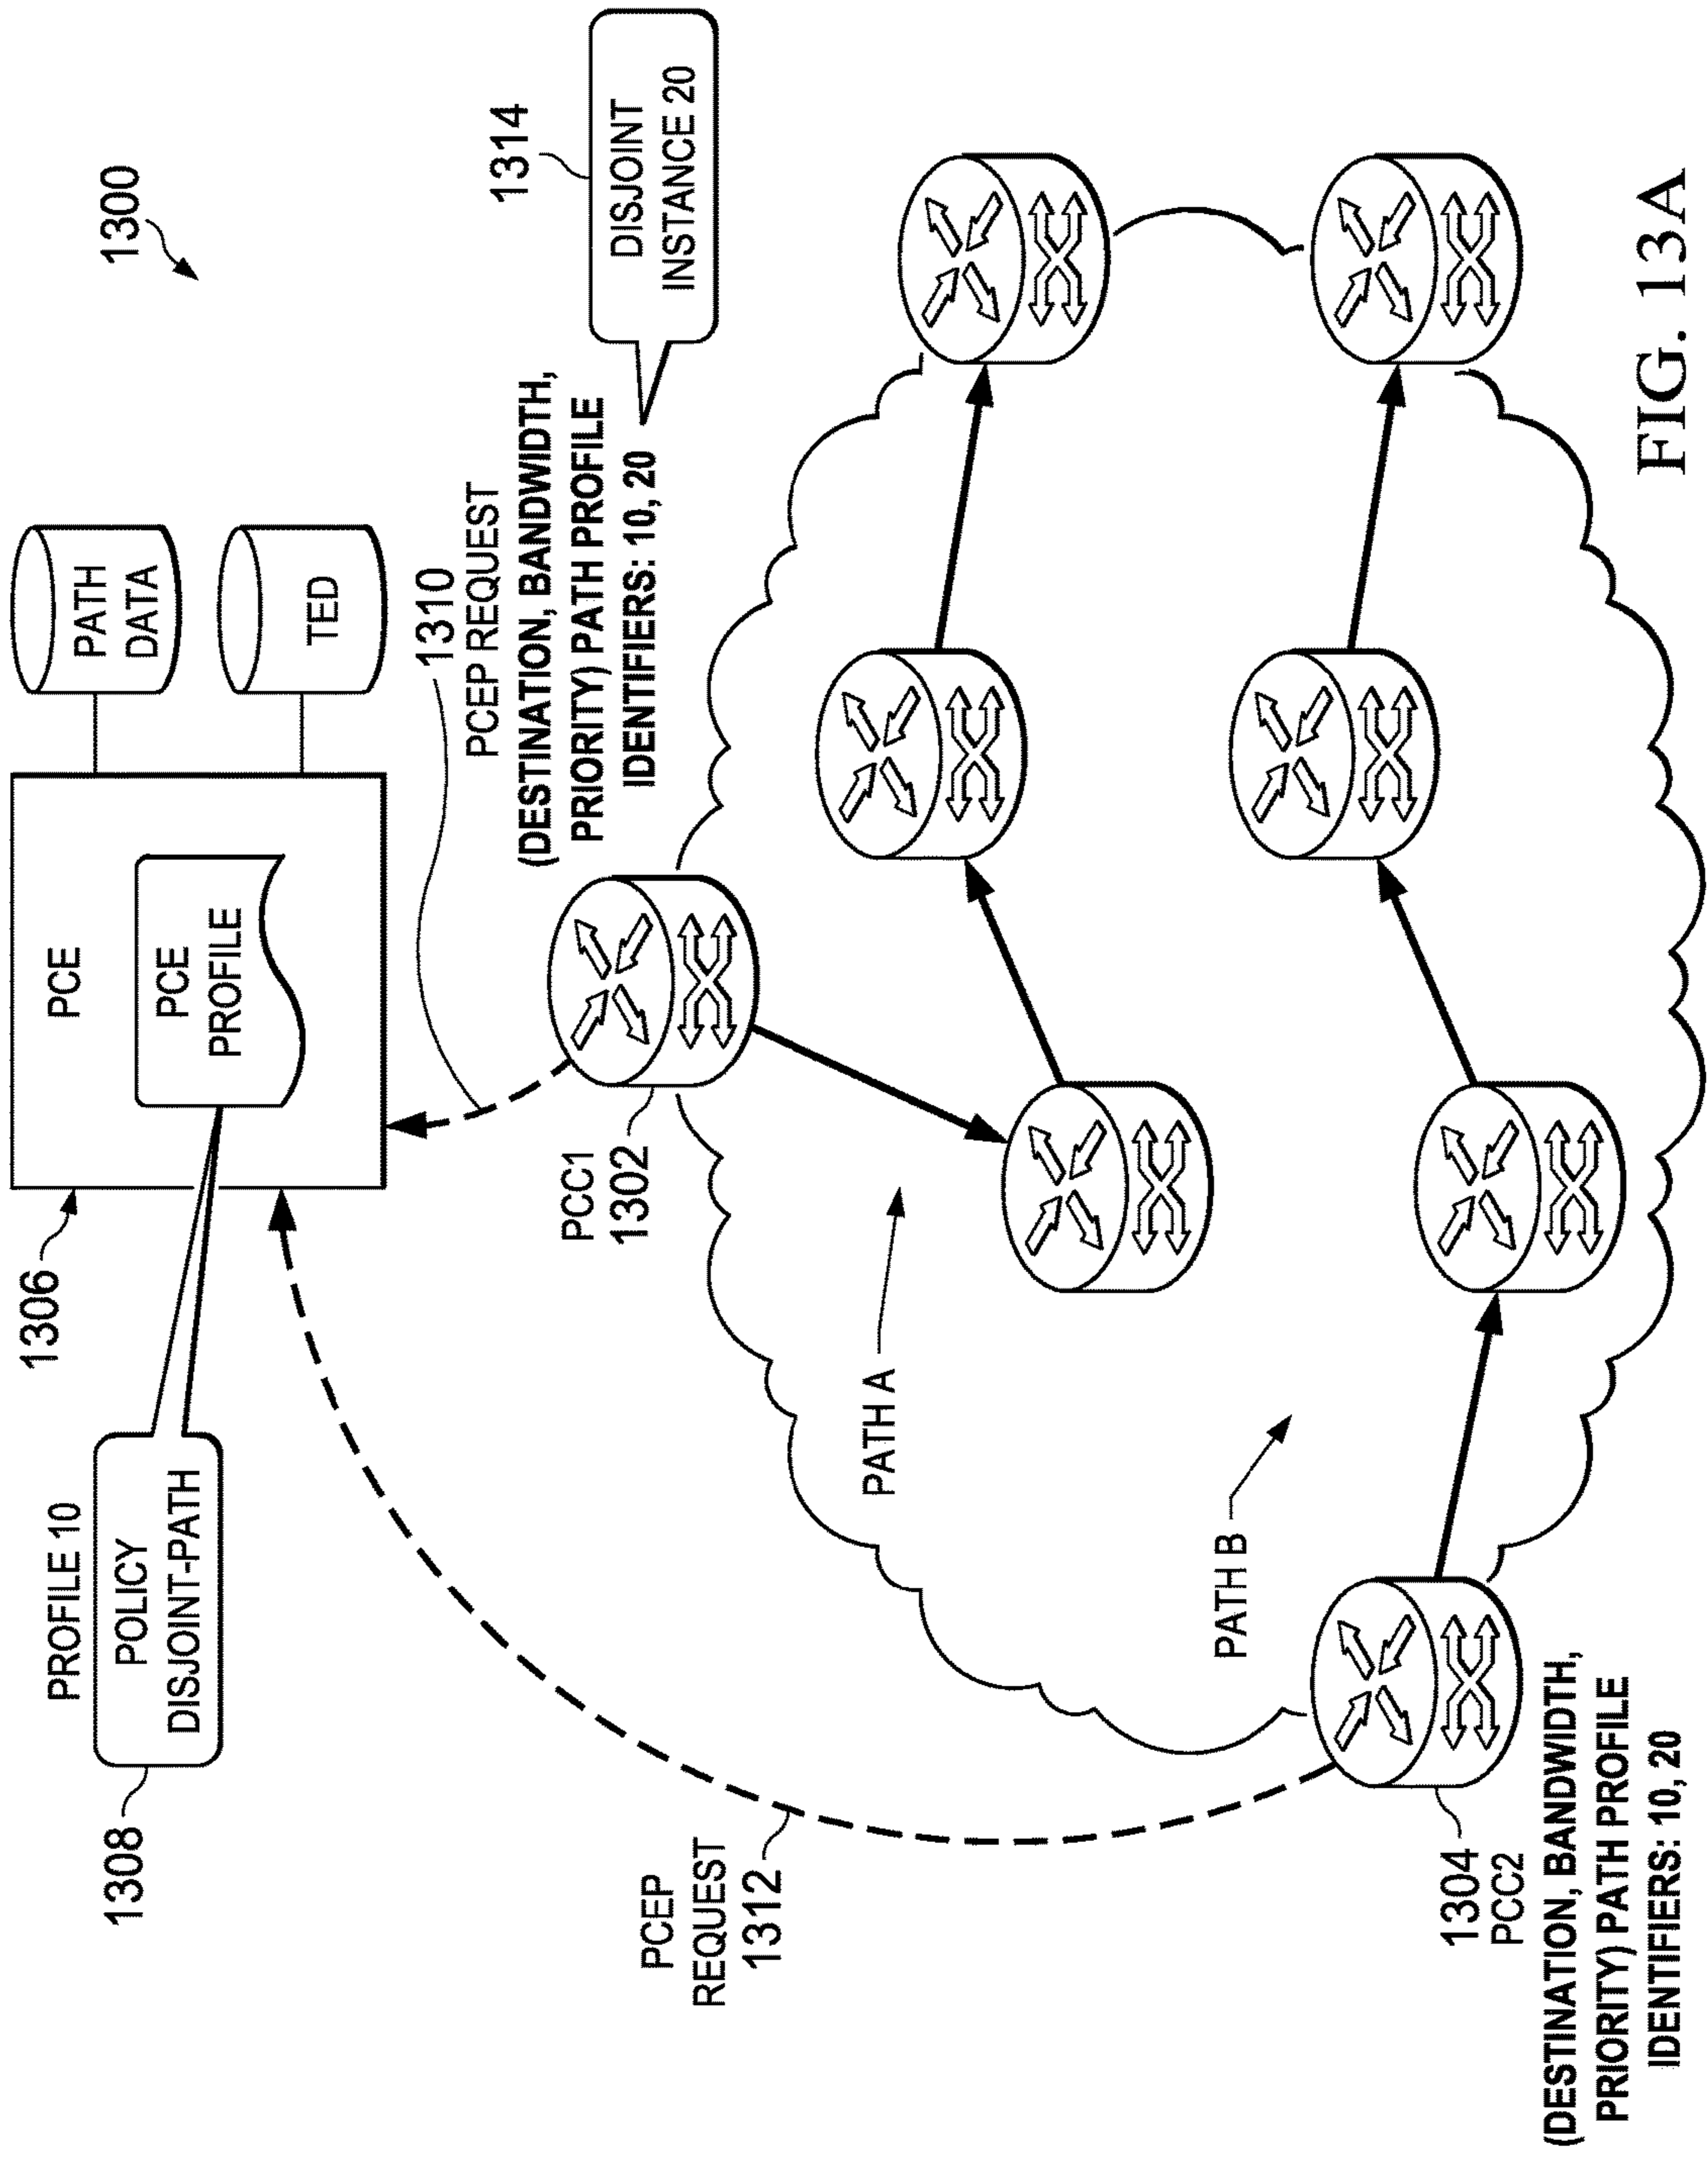 1300
1306
PCE
PCE
PROFILE
PATH
DATA
TED
PROFILE 10
POLICY
DISJOINT-PATH
1308
1310
PCEP REQUEST
(DESTINATION, BANDWIDTH,
PRIORITY) PATH PROFILE
IDENTIFIERS: 10, 20
1314
DISJOINT
INSTANCE 20
PCC1
1302
PCEP
REQUEST
1312
PATH A
PATH B
1304
PCC2
(DESTINATION, BANDWIDTH,
PRIORITY) PATH PROFILE
IDENTIFIERS: 10, 20
FIG. 13A